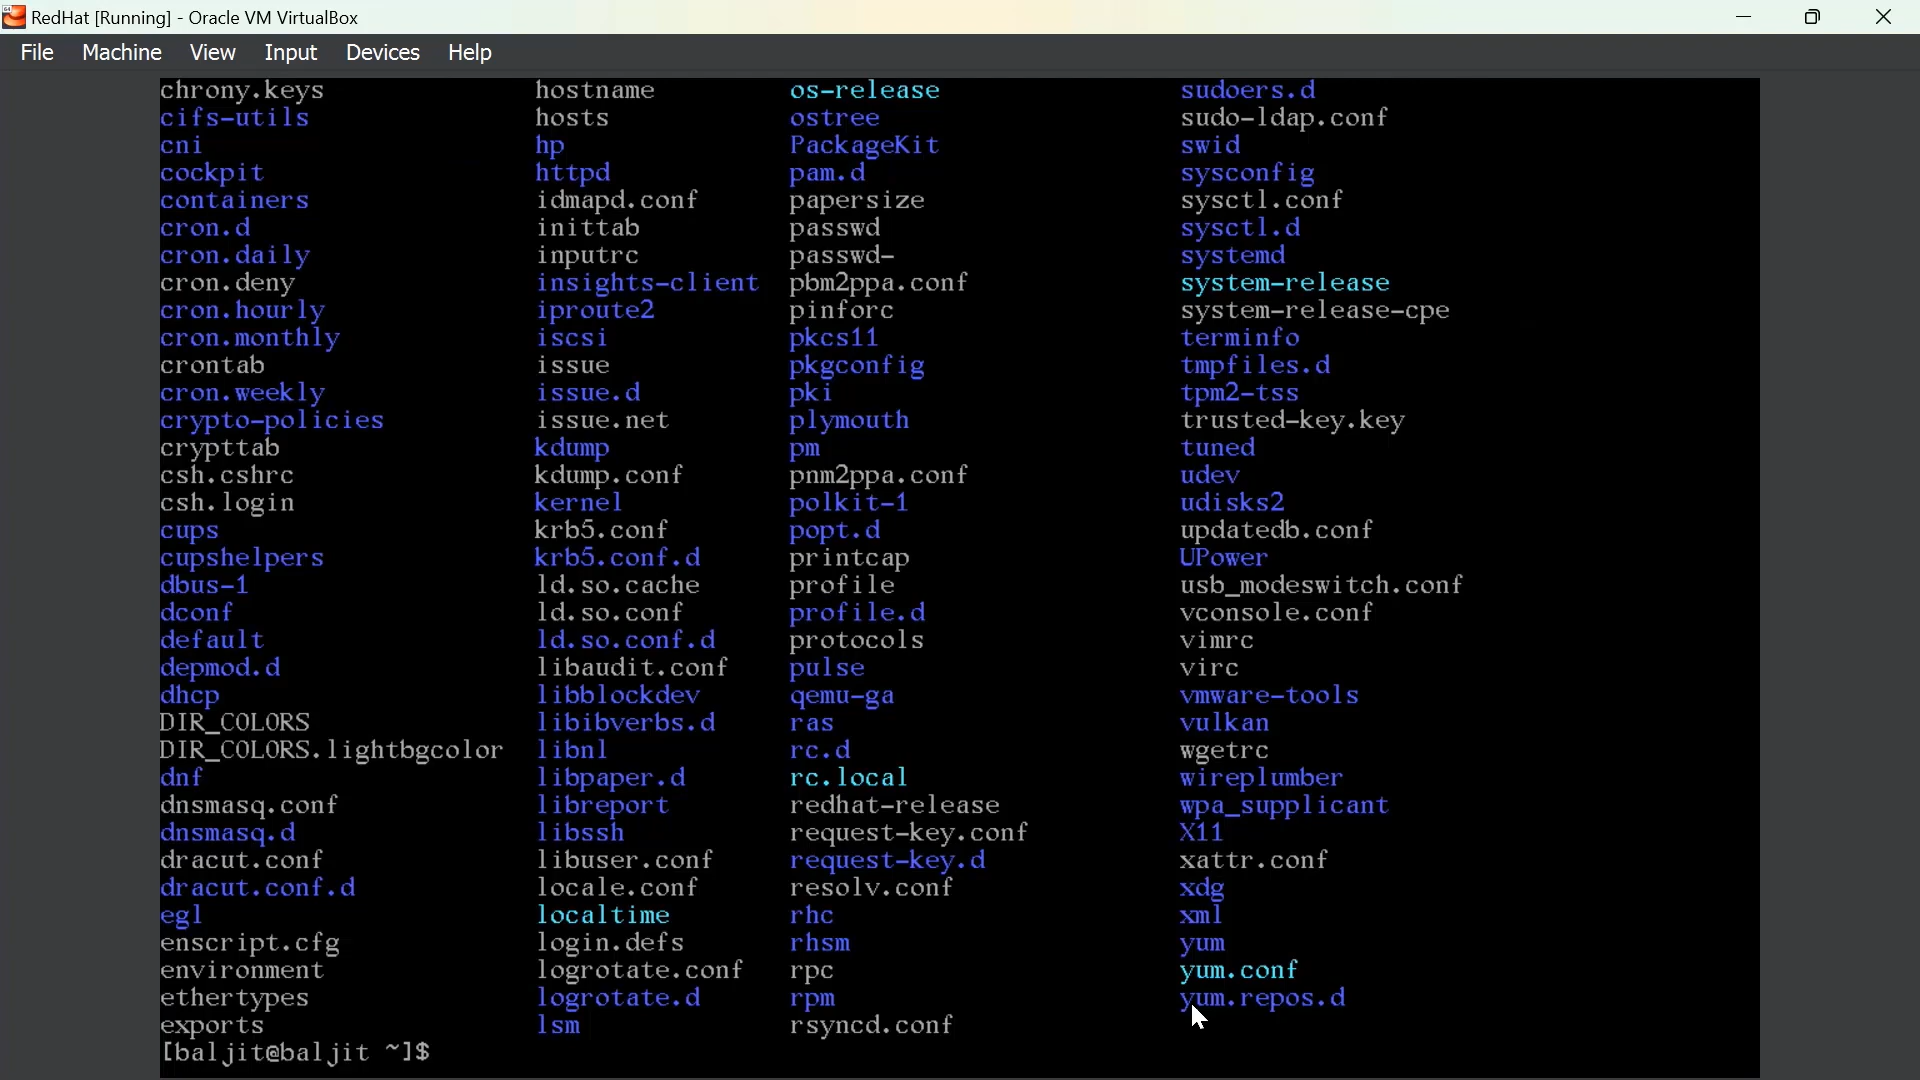 RedHat [Running] - Oracle VM VirtualBox
File Machine View Input Devices Help
chrony.keys hostname os-release sudoers.d
cifs-utils hosts ostree sudo-ldap.conf
cni hp PackageKit swid
cockpit httpd pam.d sysconfig
containers idmapd.conf papersize sysctl.conf
cron.d inittab passwd sysctl.d
cron.daily inputrc passwd- systemd
cron.deny insights-client pbm2ppa.conf system-release
cron.hourly iproute2 pinforc system-release-cpe
cron.monthly iscsi pkcs11 terminfo
crontab issue pkgconfig tmpfiles.d
cron.weekly issue.d pki tpm2-tss
crypto-policies issue.net plymouth trusted-key.key
crypttab kdump pm tuned
csh.cshrc kdump.conf pnm2ppa.conf udev
csh.login kernel polkit-1 udisks2
cups krb5.conf popt.d updatedb.conf
cupshelpers krb5.conf.d printcap UPower
dbus-1 ld.so.cache profile usb_modeswitch.conf
dconf ld.so.conf profile.d vconsole.conf
default ld.so.conf.d protocols vimrc
depmod.d libaudit.conf pulse virc
dhcp libblockdev qemu-ga vmware-tools
DIR_COLORS libibverbs.d ras vulkan
DIR_COLORS.lightbgcolor libnl rc.d wgetrc
dnf libpaper.d rc.local wireplumber
dnsmasq.conf libreport redhat-release wpa_supplicant
dnsmasq.d libssh request-key.conf X11
dracut.conf libuser.conf request-key.d xattr.conf
dracut.conf.d locale.conf resolv.conf xdg
egl localtime rhc xml
enscript.cfg login.defs rhsm yum
environment logrotate.conf rpc yum.conf
ethertypes logrotate.d rpm yum.repos.d
exports lsm rsyncd.conf
[baljit@baljit ~]$